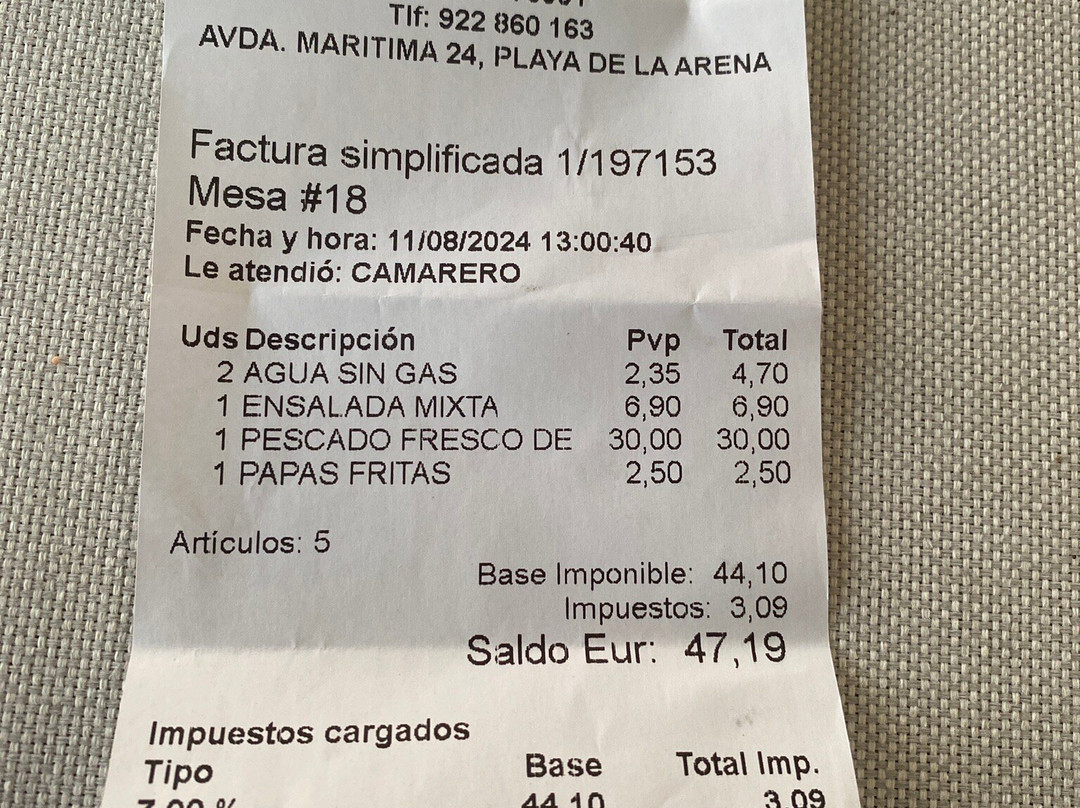 Tlf: 922 860 163
AVDA. MARITIMA 24, PLAYA DE LA ARENA
Factura simplificada 1/197153
Mesa #18
Fecha y hora: 11/08/2024 13:00:40
Le atendió: CAMARERO
Uds Descripción Pvp Total
2 AGUA SIN GAS 2,35 4,70
1 ENSALADA MIXTA 6,90 6,90
1 PESCADO FRESCO DE 30,00 30,00
1 PAPAS FRITAS 2,50 2,50
Artículos: 5
Base Imponible: 44,10
Impuestos: 3,09
Saldo Eur: 47,19
Impuestos cargados
Tipo Base Total Imp.
7,00 % 44,10 3,09